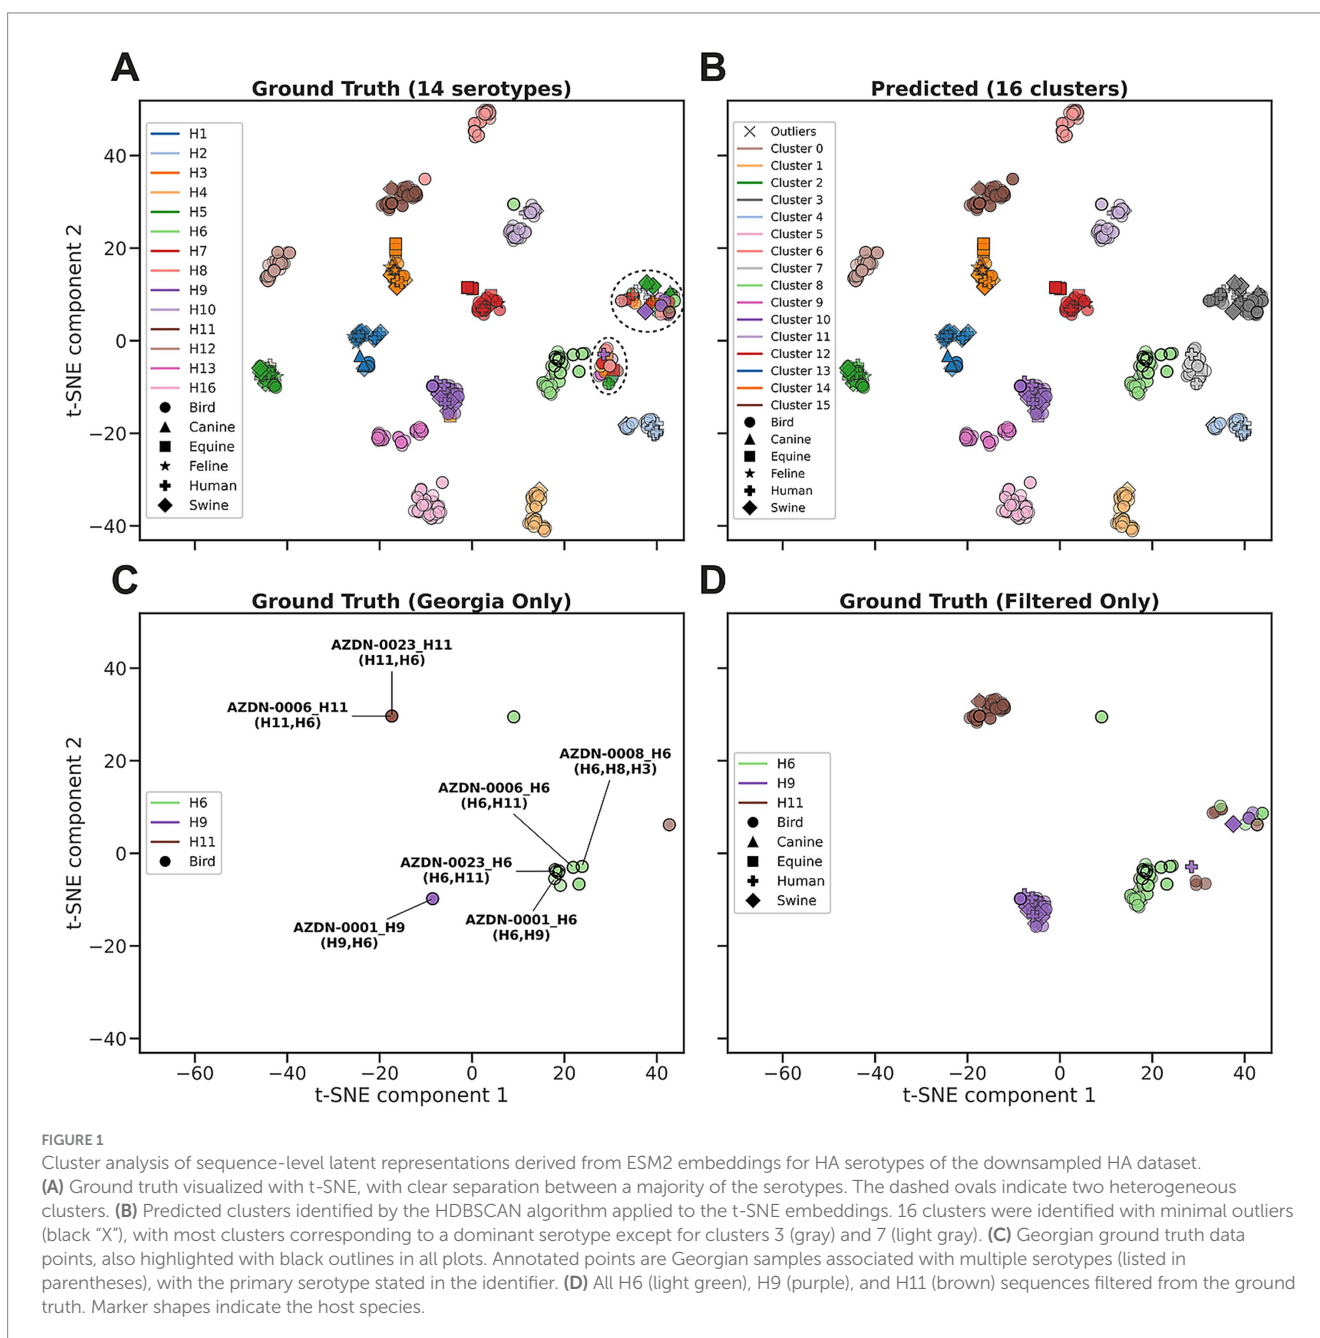 A
Ground Truth (14 serotypes)
t-SNE component 2
40
20
0
−20
−40
H1
H2
H3
H4
H5
H6
H7
H8
H9
H10
H11
H12
H13
H16
Bird
Canine
Equine
Feline
Human
Swine
B
Predicted (16 clusters)
Outliers
Cluster 0
Cluster 1
Cluster 2
Cluster 3
Cluster 4
Cluster 5
Cluster 6
Cluster 7
Cluster 8
Cluster 9
Cluster 10
Cluster 11
Cluster 12
Cluster 13
Cluster 14
Cluster 15
Bird
Canine
Equine
Feline
Human
Swine
C
Ground Truth (Georgia Only)
t-SNE component 2
40
20
0
−20
−40
AZDN-0023_H11
(H11,H6)
AZDN-0006_H11
(H11,H6)
AZDN-0008_H6
(H6,H8,H3)
AZDN-0006_H6
(H6,H11)
AZDN-0023_H6
(H6,H11)
AZDN-0001_H6
(H6,H9)
AZDN-0001_H9
(H9,H6)
H6
H9
H11
Bird
−60 −40 −20 0 20 40
t-SNE component 1
D
Ground Truth (Filtered Only)
H6
H9
H11
Bird
Canine
Equine
Human
Swine
−60 −40 −20 0 20 40
t-SNE component 1
FIGURE 1
Cluster analysis of sequence-level latent representations derived from ESM2 embeddings for HA serotypes of the downsampled HA dataset.
(A) Ground truth visualized with t-SNE, with clear separation between a majority of the serotypes. The dashed ovals indicate two heterogeneous
clusters. (B) Predicted clusters identified by the HDBSCAN algorithm applied to the t-SNE embeddings. 16 clusters were identified with minimal outliers
(black “X”), with most clusters corresponding to a dominant serotype except for clusters 3 (gray) and 7 (light gray). (C) Georgian ground truth data
points, also highlighted with black outlines in all plots. Annotated points are Georgian samples associated with multiple serotypes (listed in
parentheses), with the primary serotype stated in the identifier. (D) All H6 (light green), H9 (purple), and H11 (brown) sequences filtered from the ground
truth. Marker shapes indicate the host species.